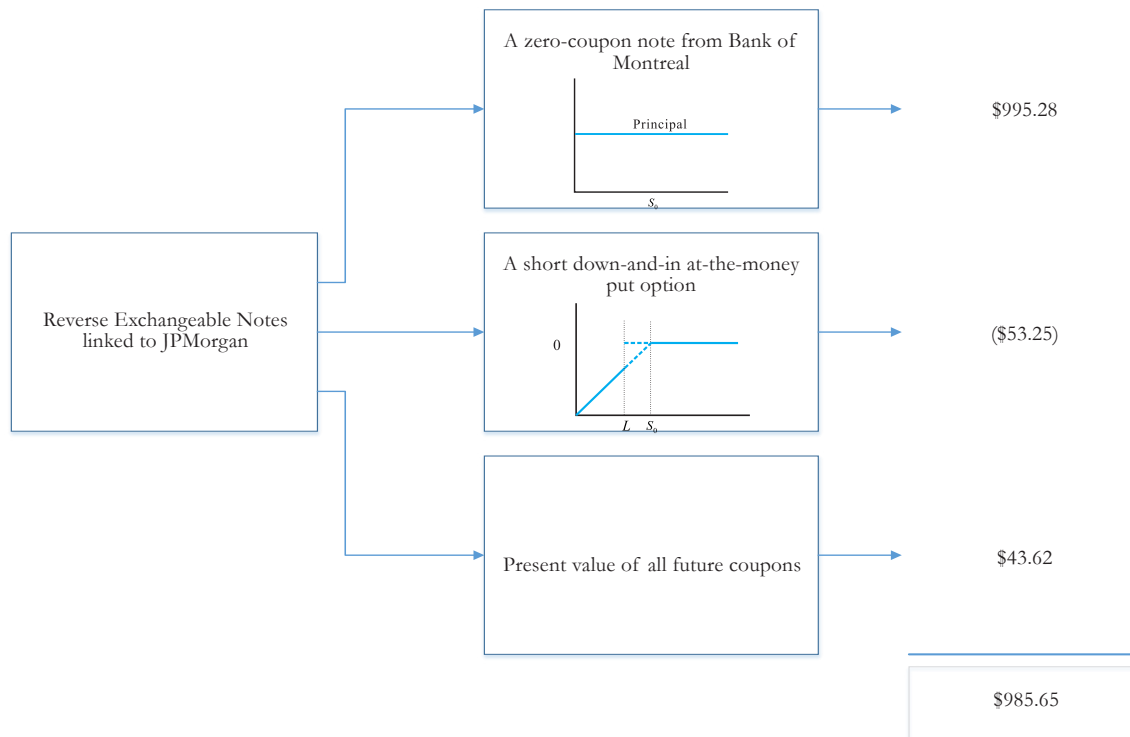 A zero-coupon note from Bank of
Montreal
Principal
S₀
$995.28
Reverse Exchangeable Notes
linked to JPMorgan
A short down-and-in at-the-money
put option
0
L S₀
($53.25)
Present value of all future coupons
$43.62
$985.65